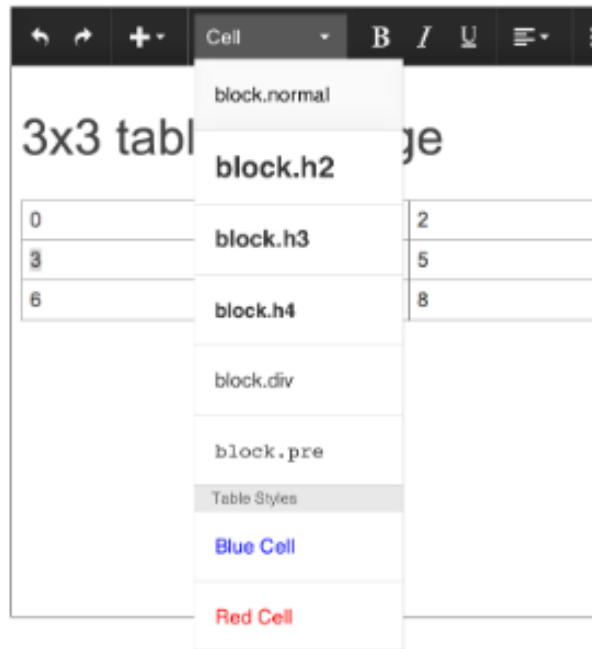 Cell B I U
block.normal
3x3 tabl ge
block.h2
0 2
block.h3
3 5
6 8
block.h4
block.div
block.pre
Table Styles
Blue Cell
Red Cell